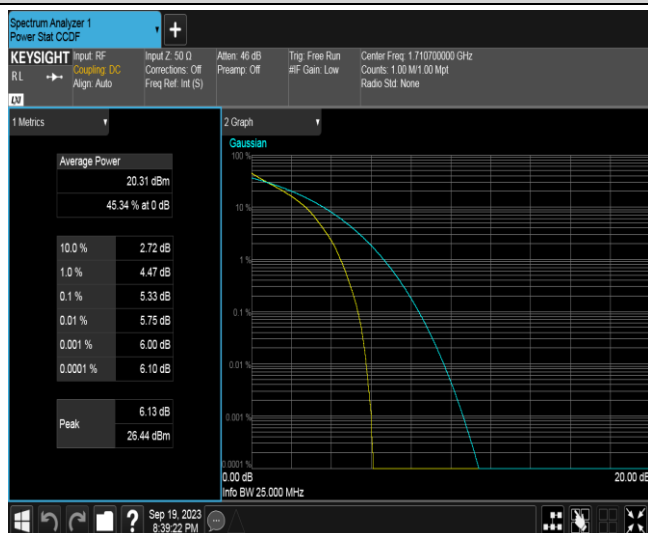 Spectrum Analyzer 1
Power Stat CCDF
+
KEYSIGHT
R L
LXI
Input: RF
Coupling: DC
Align: Auto
Input Z: 50 Ω
Corrections: Off
Freq Ref: Int (S)
Atten: 46 dB
Preamp: Off
Trig: Free Run
#IF Gain: Low
Center Freq: 1.710700000 GHz
Counts: 1.00 M/1.00 Mpt
Radio Std: None
1 Metrics
Average Power
20.31 dBm
45.34 % at 0 dB
10.0 % 2.72 dB
1.0 % 4.47 dB
0.1 % 5.33 dB
0.01 % 5.75 dB
0.001 % 6.00 dB
0.0001 % 6.10 dB
Peak
6.13 dB
26.44 dBm
2 Graph
Gaussian
100 %
10 %
1 %
0.1 %
0.01 %
0.001 %
0.0001 %
0.00 dB
20.00 dB
Info BW 25.000 MHz
?
Sep 19, 2023
8:39:22 PM